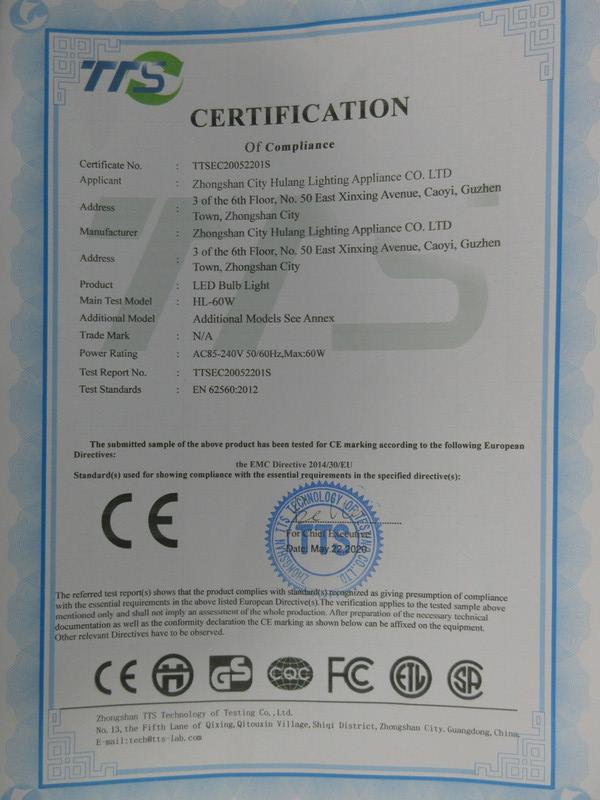 TTS
CERTIFICATION
Of Compliance
Certificate No. : TTSEC20052201S
Applicant : Zhongshan City Hulang Lighting Appliance CO. LTD
Address : 3 of the 6th Floor, No. 50 East Xinxing Avenue, Caoyi, Guzhen
Town, Zhongshan City
Manufacturer : Zhongshan City Hulang Lighting Appliance CO. LTD
Address : 3 of the 6th Floor, No. 50 East Xinxing Avenue, Caoyi, Guzhen
Town, Zhongshan City
Product : LED Bulb Light
Main Test Model : HL-60W
Additional Model : Additional Models See Annex
Trade Mark : N/A
Power Rating : AC85-240V 50/60Hz,Max:60W
Test Report No. : TTSEC20052201S
Test Standards : EN 62560:2012
The submitted sample of the above product has been tested for CE marking according to the following European
Directives:
the EMC Directive 2014/30/EU
Standard(s) used for showing compliance with the essential requirements in the specified directive(s):
CE
ZHONGSHAN TTS TECHNOLOGY OF TESTING CO.,LTD.
TTS
For Chief Executive
Date: May.22,2020
The referred test report(s) shows that the product complies with standard(s) recognized as giving presumption of compliance
with the essential requirements in the above listed European Directive(s).The verification applies to the tested sample above
mentioned only and shall not imply an assessment of the whole production. After preparation of the necessary technical
documentation as well as the conformity declaration the CE marking as shown below can be affixed on the equipment.
Other relevant Directives have to be observed.
CE GS CQC FC ETL SP
Zhongshan TTS Technology of Testing Co.,Ltd.
No.13,the Fifth Lane of Qixing,Qitouxin Village,Shiqi District,Zhongshan City.Guangdong,China.
E-mail:tech@tts-lab.com